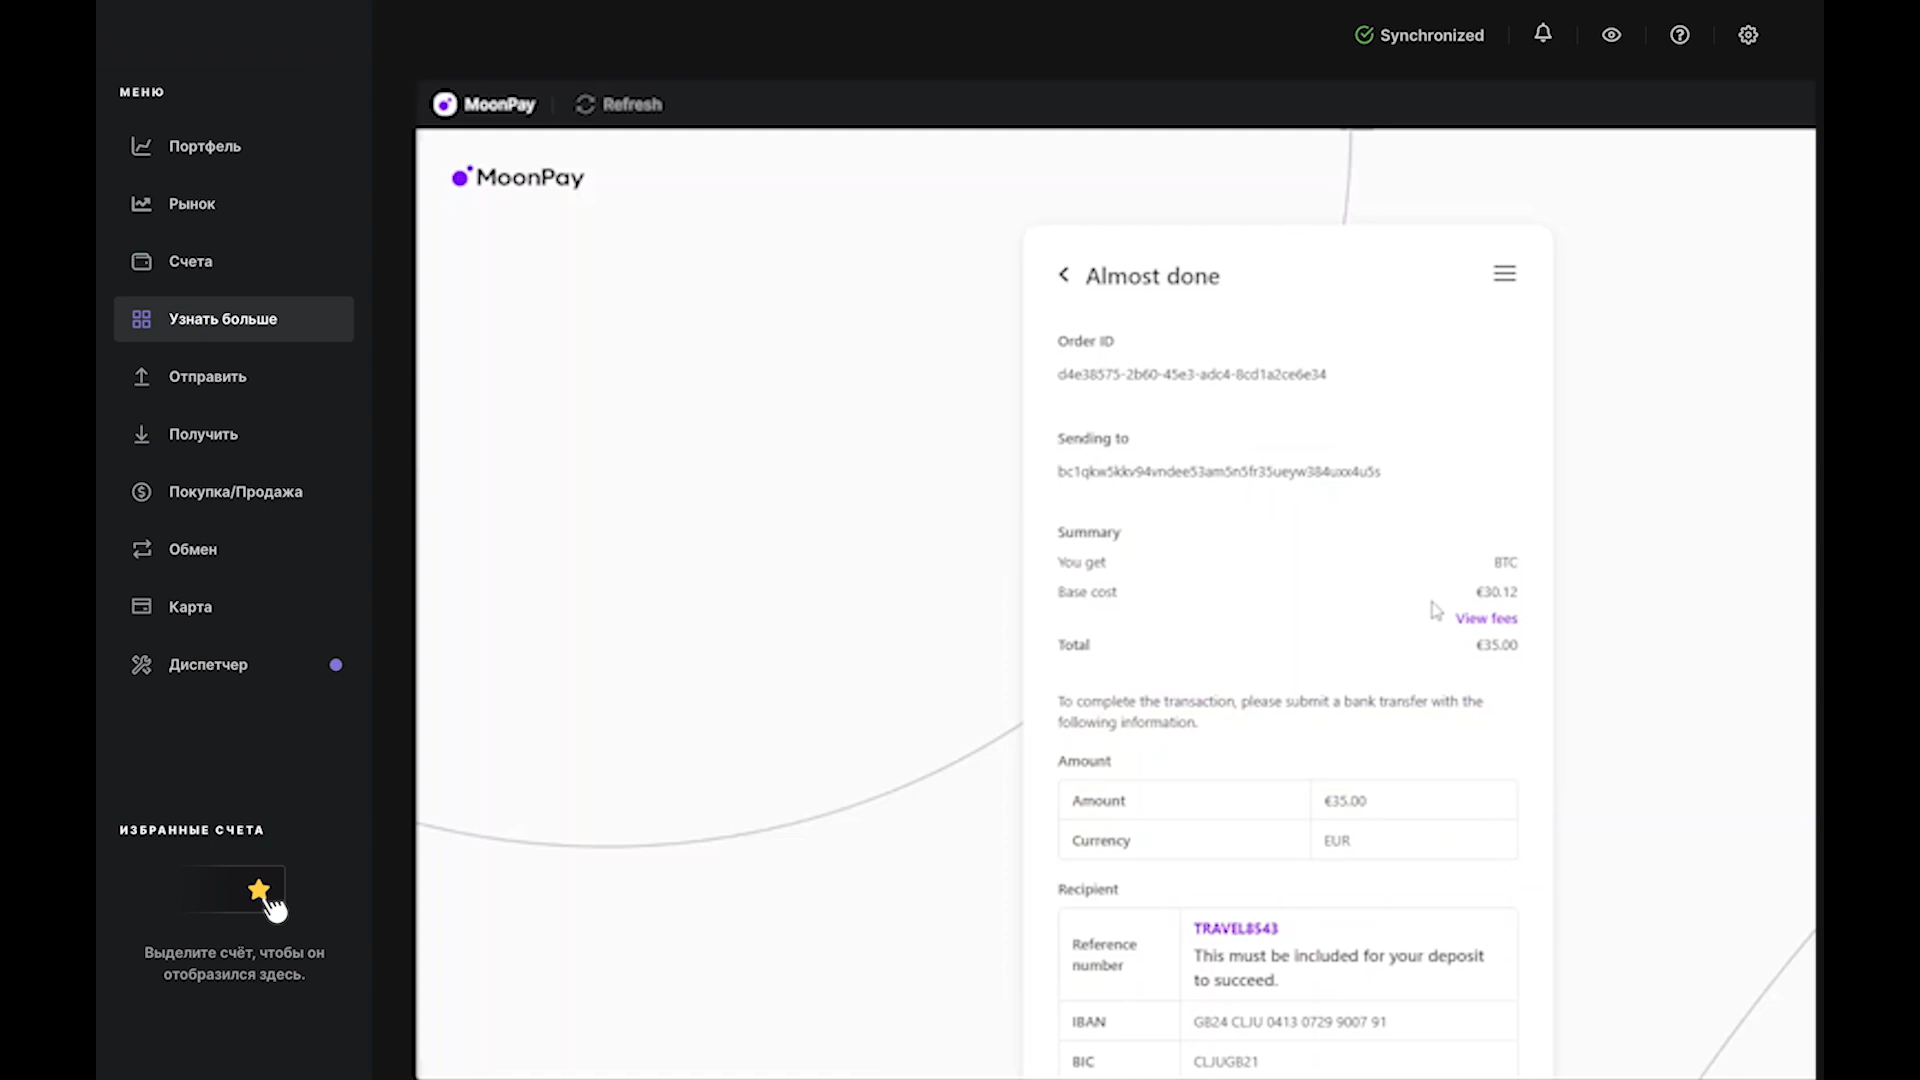 Synchronized
МЕНЮ
Портфель
Рынок
Счета
Узнать больше
Отправить
Получить
Покупка/Продажа
Обмен
Карта
Диспетчер
ИЗБРАННЫЕ СЧЕТА
Выделите счёт, чтобы он
отобразился здесь.
MoonPay
Refresh
MoonPay
Almost done
Order ID
d4e38575-2b60-45e3-adc4-8cd1a2ce6e34
Sending to
bc1qkw5kkv94vndee53am5n5fr35ueyw384uxx4u5s
Summary
You get BTC
Base cost €30.12
View fees
Total €35.00
To complete the transaction, please submit a bank transfer with the
following information.
Amount
Amount €35.00
Currency EUR
Recipient
Reference number
TRAVEL8543
This must be included for your deposit
to succeed.
IBAN GB24 CLJU 0413 0729 9007 91
BIC CLJUGB21